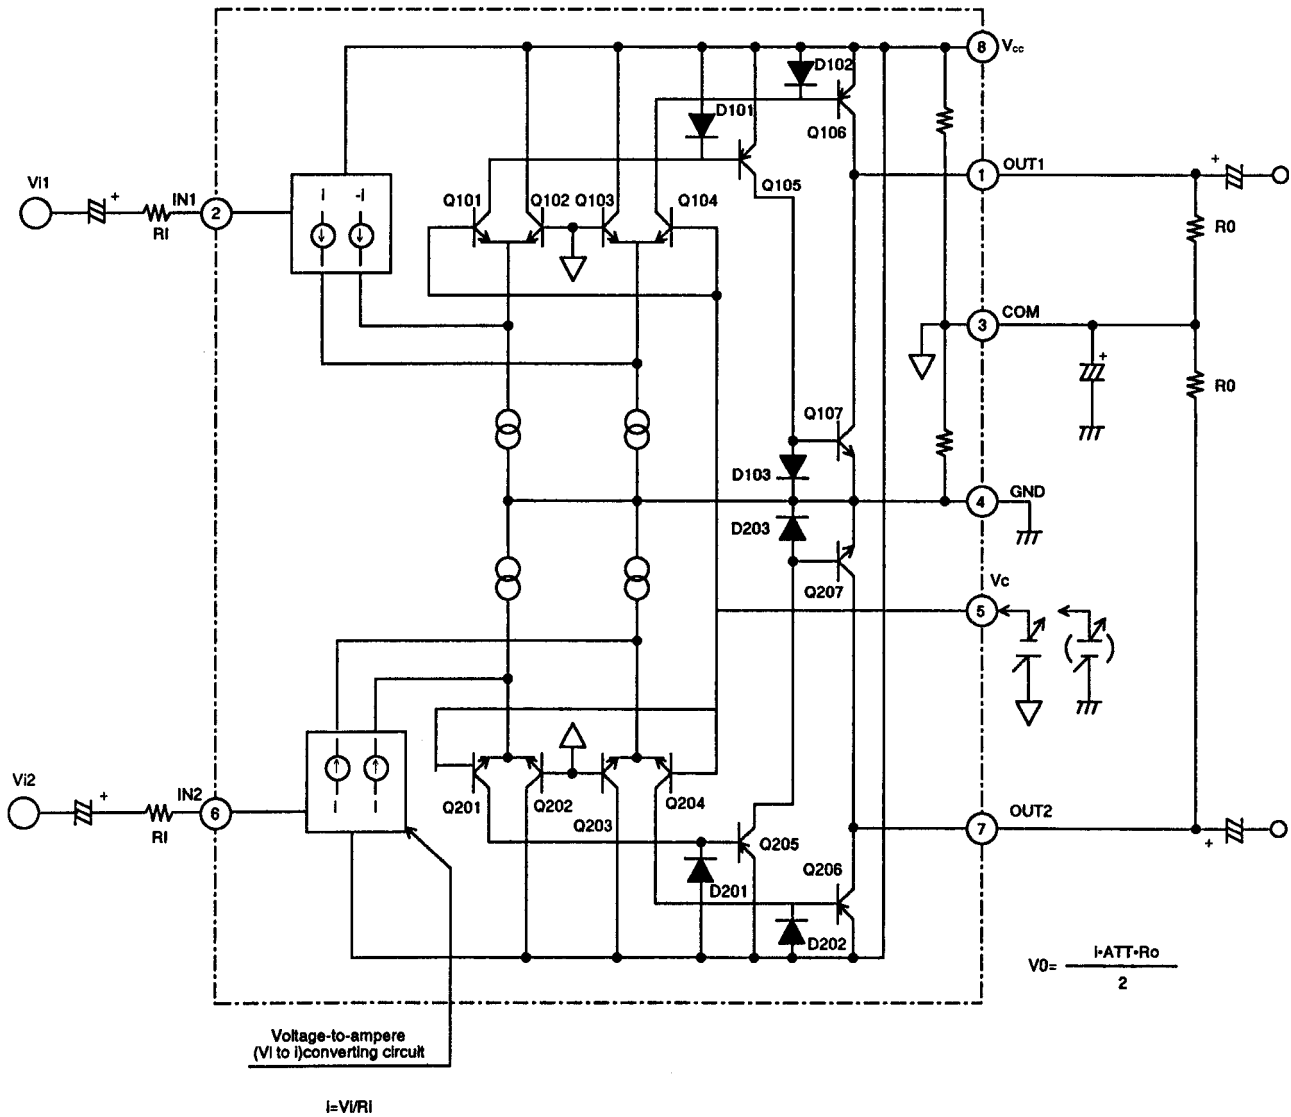 8 Vcc
D102
D101
Q106
1 OUT1
Vi1
Q105
i -i
Q101 Q102 Q103 Q104
IN1
2
Ri
R0
3 COM
R0
Q107
D103
4 GND
D203
Q207
Vc
5
Vi2
IN2
6
Ri
i i
Q201 Q202 Q203 Q204
Q205
7 OUT2
Q206
D201
D202
V0= i•ATT•Ro
2
Voltage-to-ampere
(Vi to i)converting circuit
i=Vi/Ri